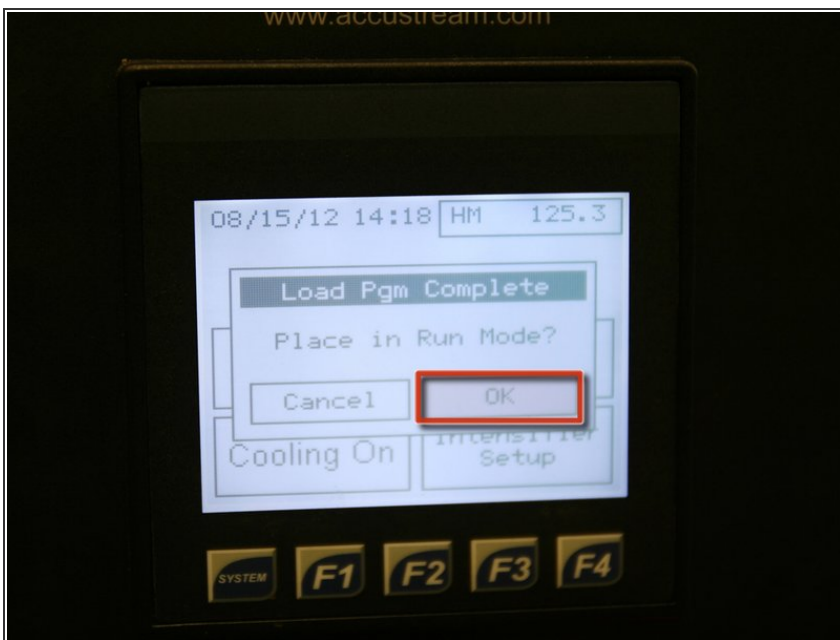 www.accustream.com
08/15/12 14:18 HM 125.3
Load Pgm Complete
Place in Run Mode?
Cancel OK
Cooling On Intensifier
Setup
SYSTEM F1 F2 F3 F4